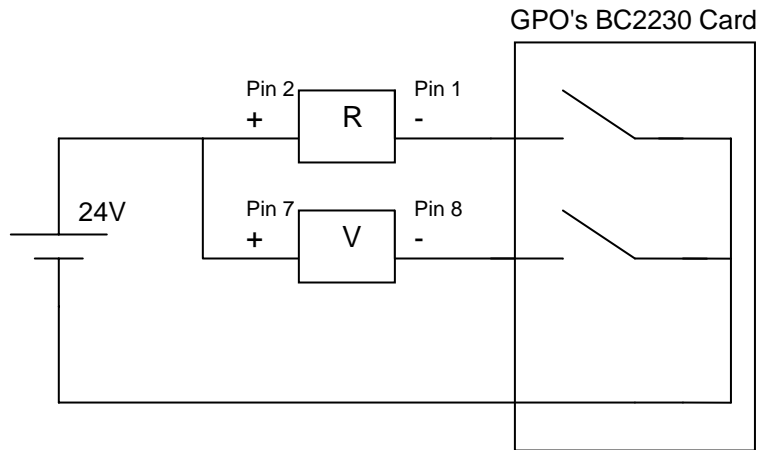 GPO's BC2230 Card
Pin 2
Pin 1
+
R
-
24V
Pin 7
Pin 8
+
V
-